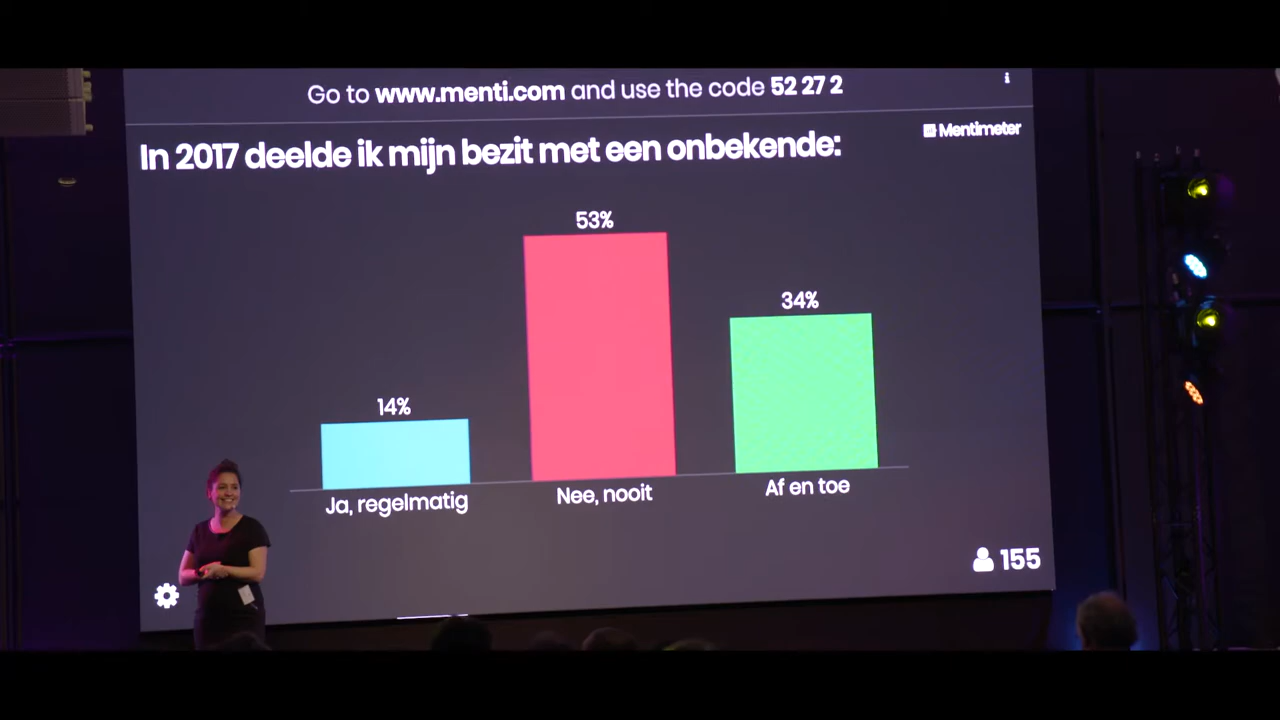 Go to www.menti.com and use the code 52 27 2
i
Mentimeter
In 2017 deelde ik mijn bezit met een onbekende:
53%
34%
14%
Ja, regelmatig
Nee, nooit
Af en toe
155